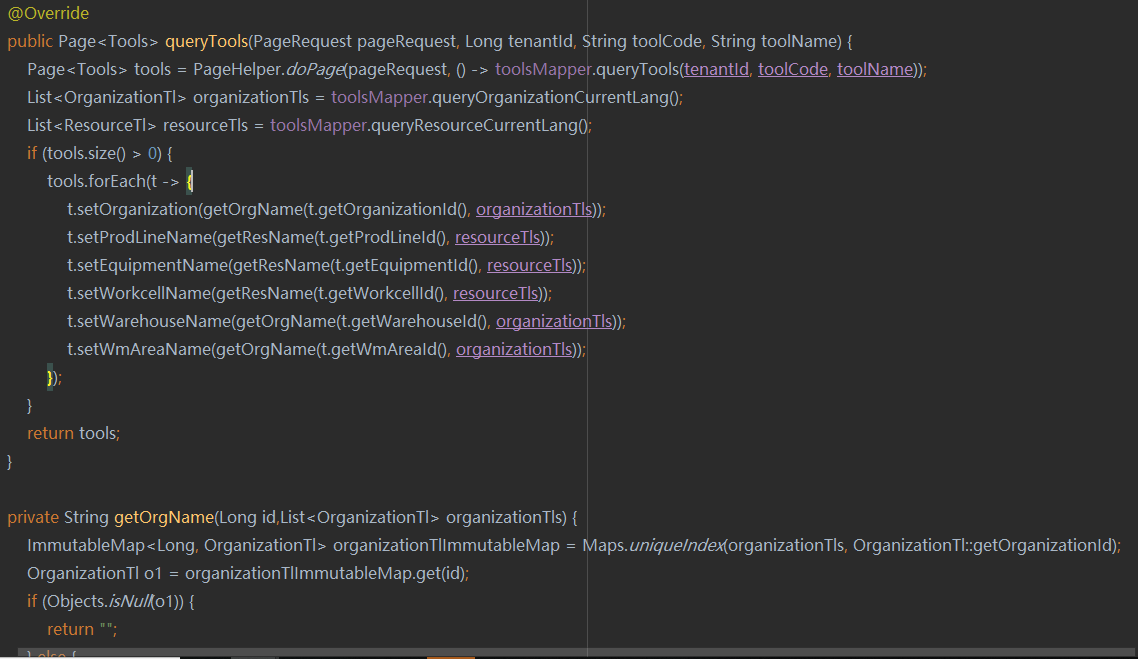 @Override
public Page<Tools> queryTools(PageRequest pageRequest, Long tenantId, String toolCode, String toolName) {
    Page<Tools> tools = PageHelper.doPage(pageRequest, () -> toolsMapper.queryTools(tenantId, toolCode, toolName));
    List<OrganizationTl> organizationTls = toolsMapper.queryOrganizationCurrentLang();
    List<ResourceTl> resourceTls = toolsMapper.queryResourceCurrentLang();
    if (tools.size() > 0) {
        tools.forEach(t -> {
            t.setOrganization(getOrgName(t.getOrganizationId(), organizationTls));
            t.setProdLineName(getResName(t.getProdLineId(), resourceTls));
            t.setEquipmentName(getResName(t.getEquipmentId(), resourceTls));
            t.setWorkcellName(getResName(t.getWorkcellId(), resourceTls));
            t.setWarehouseName(getOrgName(t.getWarehouseId(), organizationTls));
            t.setWmAreaName(getOrgName(t.getWmAreaId(), organizationTls));
        });
    }
    return tools;
}
private String getOrgName(Long id,List<OrganizationTl> organizationTls) {
    ImmutableMap<Long, OrganizationTl> organizationTlImmutableMap = Maps.uniqueIndex(organizationTls, OrganizationTl::getOrganizationId);
    OrganizationTl o1 = organizationTlImmutableMap.get(id);
    if (Objects.isNull(o1)) {
        return "";
    } else {